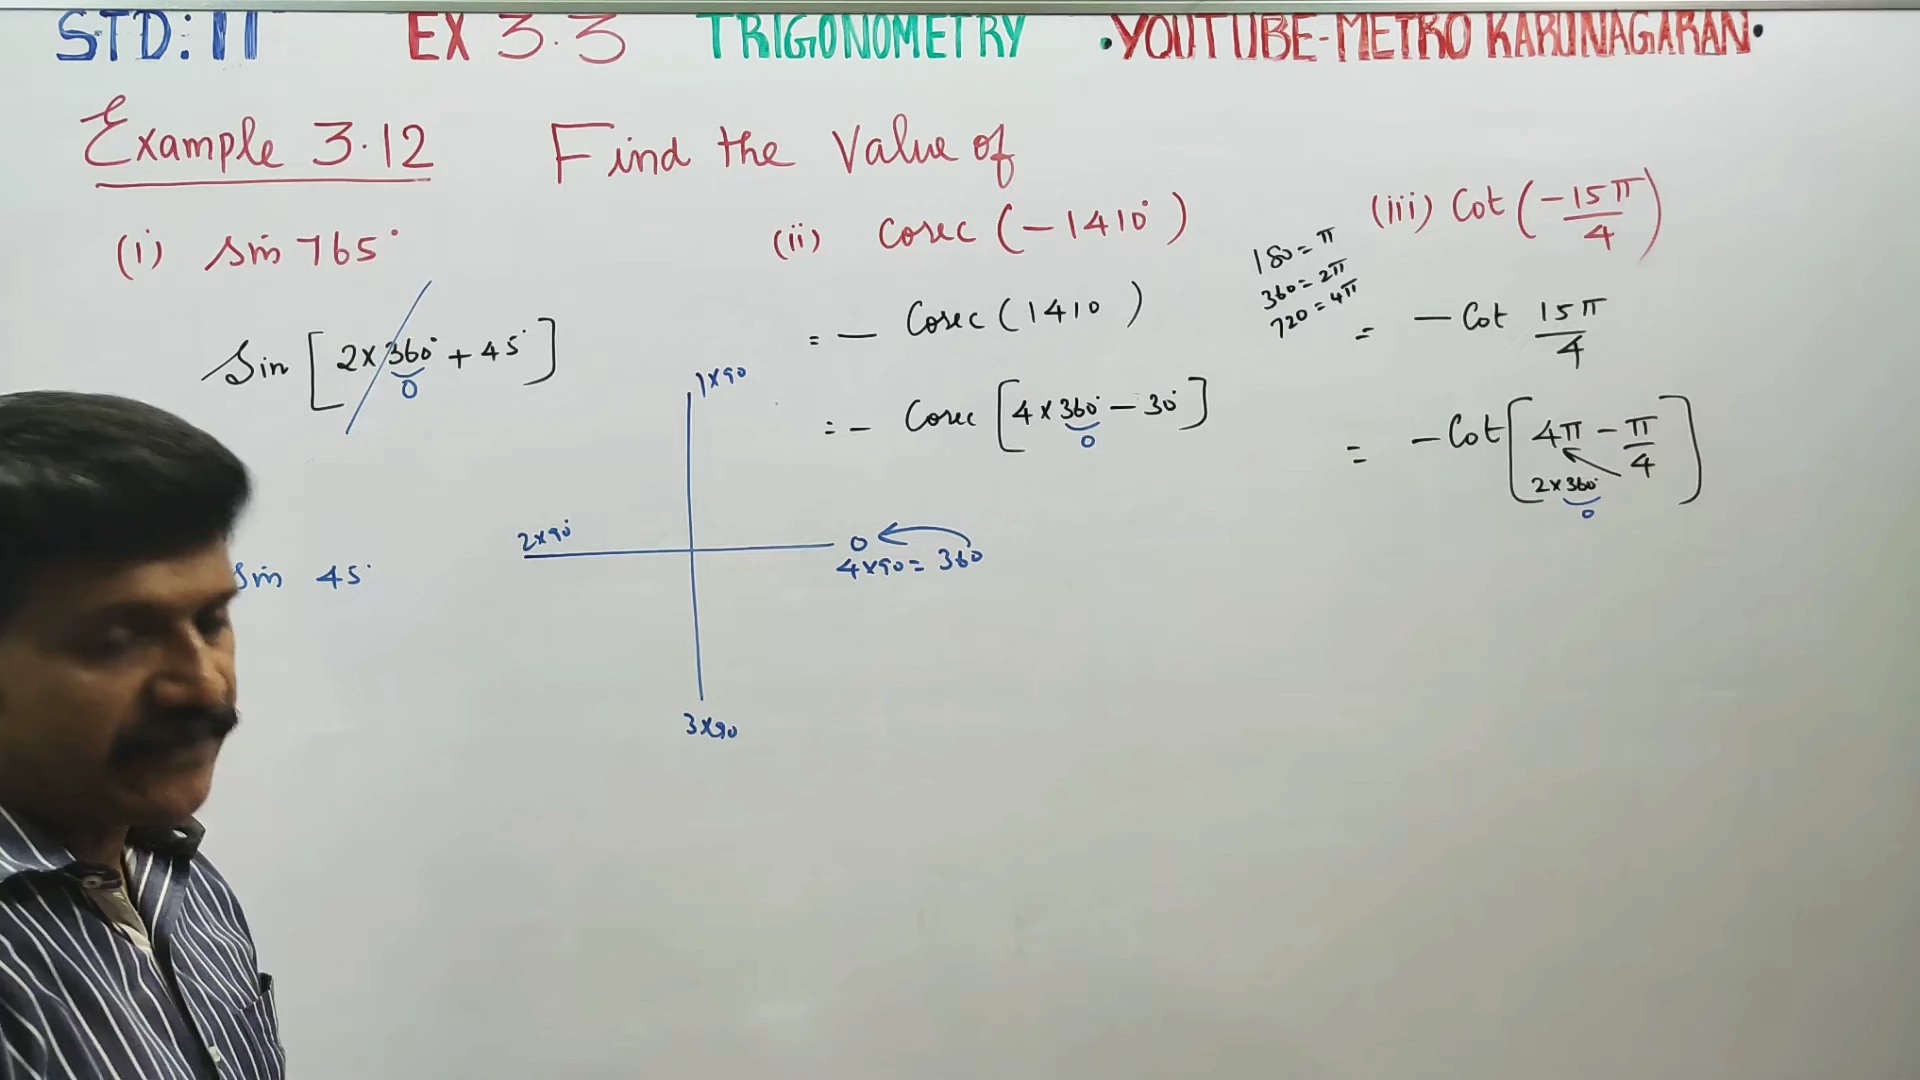 STD: 11 EX 3.3 TRIGONOMETRY •YOUTUBE-METRO KARUNAGARAN•
Example 3.12 Find the Value of
(i) sin 765°
Sin [2×360° + 45°]
0
Sin 45°
(ii) Cosec (-1410°)
= - Cosec (1410)
= - Cosec [4×360° - 30°]
0
1×90
2×90°
0
4×90= 360
3×90
(iii) Cot (-15π/4)
180 = π
360 = 2π
720 = 4π
= - Cot 15π/4
= - Cot [4π - π/4]
2×360°
0